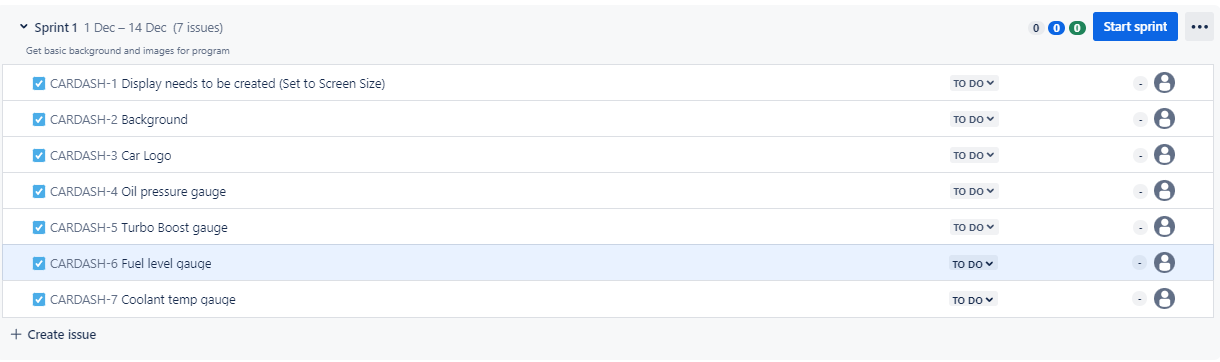 Sprint 1 1 Dec – 14 Dec (7 issues) 0 0 0 Start sprint •••
Get basic background and images for program
CARDASH-1 Display needs to be created (Set to Screen Size) TO DO -
CARDASH-2 Background TO DO -
CARDASH-3 Car Logo TO DO -
CARDASH-4 Oil pressure gauge TO DO -
CARDASH-5 Turbo Boost gauge TO DO -
CARDASH-6 Fuel level gauge TO DO -
CARDASH-7 Coolant temp gauge TO DO -
+ Create issue